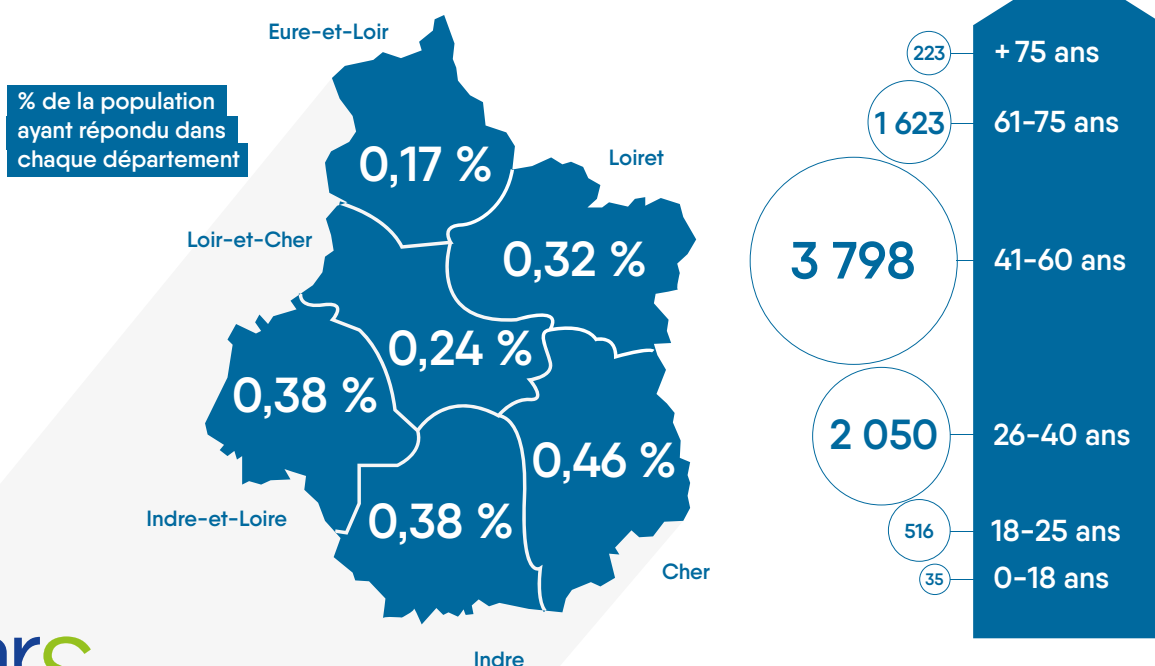 Eure-et-Loir
% de la population
ayant répondu dans
chaque département
0,17 %
Loiret
Loir-et-Cher
0,32 %
0,24 %
0,38 %
0,46 %
Indre-et-Loire
0,38 %
Cher
Indre
223 +75 ans
1 623 61-75 ans
3 798 41-60 ans
2 050 26-40 ans
516 18-25 ans
35 0-18 ans